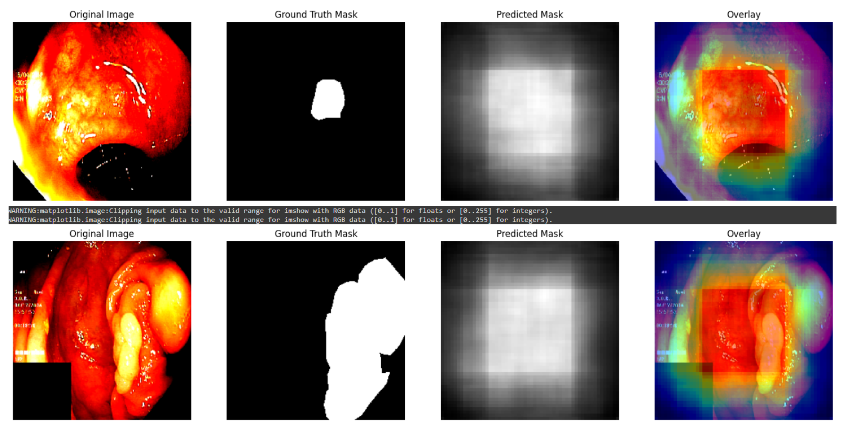 Original Image
Ground Truth Mask
Predicted Mask
Overlay
WARNING:matplotlib.image:Clipping input data to the valid range for imshow with RGB data ([0..1] for floats or [0..255] for integers).
WARNING:matplotlib.image:Clipping input data to the valid range for imshow with RGB data ([0..1] for floats or [0..255] for integers).
Original Image
Ground Truth Mask
Predicted Mask
Overlay